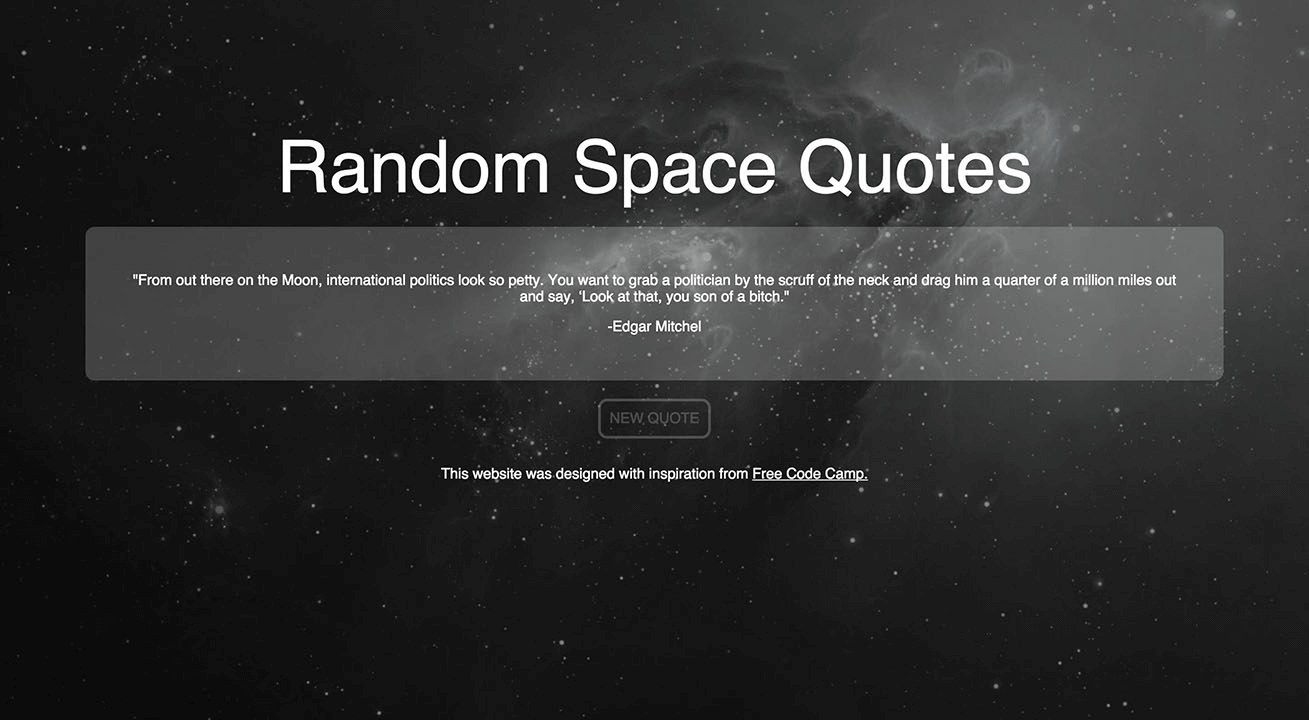 Random Space Quotes
"From out there on the Moon, international politics look so petty. You want to grab a politician by the scruff of the neck and drag him a quarter of a million miles out
and say, ‘Look at that, you son of a bitch."
-Edgar Mitchel
NEW QUOTE
This website was designed with inspiration from Free Code Camp.